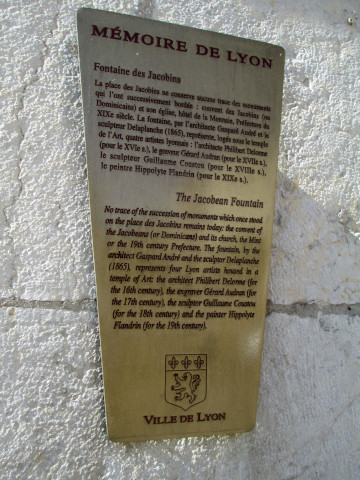 MÉMOIRE DE LYON
Fontaine des Jacobins
La place des Jacobins ne conserve aucune trace des monuments
qui l'ont successivement bordée : couvent des Jacobins (ou
Dominicains) et son église, hôtel de la Monnaie, Préfecture du
XIXe siècle. La fontaine, par l'architecte Gaspard André et le
sculpteur Delaplanche (1865), représente, logés sous le temple
de l'Art, quatre artistes lyonnais : l'architecte Philibert Delorme
(pour le XVIe s.), le graveur Gérard Audran (pour le XVIIe s.),
le sculpteur Guillaume Coustou (pour le XVIIIe s.),
le peintre Hippolyte Flandrin (pour le XIXe s.).
The Jacobean Fountain
No trace of the succession of monuments which once stood
on the place des Jacobins remains today: the convent of
the Jacobeans (or Dominicans) and its church, the Mint
or the 19th century Prefecture. The fountain, by the
architect Gaspard André and the sculptor Delaplanche
(1865), represents four Lyon artists housed in a
temple of Art: the architect Philibert Delorme (for
the 16th century), the engraver Gérard Audran (for
the 17th century), the sculptor Guillaume Coustou
(for the 18th century) and the painter Hippolyte
Flandrin (for the 19th century).
VILLE DE LYON